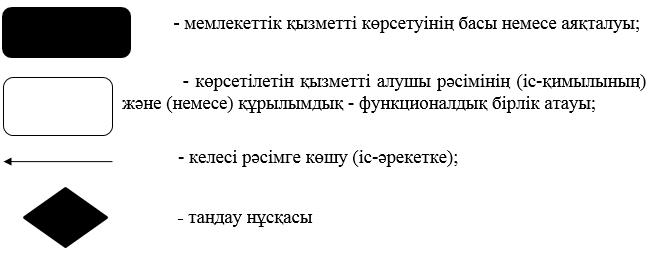 - мемлекеттік қызметті көрсетуінің басы немесе аяқталуы;
- көрсетілетін қызметті алушы рәсімінің (іс-қимылының)
және (немесе) құрылымдық - функционалдық бірлік атауы;
- келесі рәсімге көшу (іс-әрекетке);
- таңдау нұсқасы